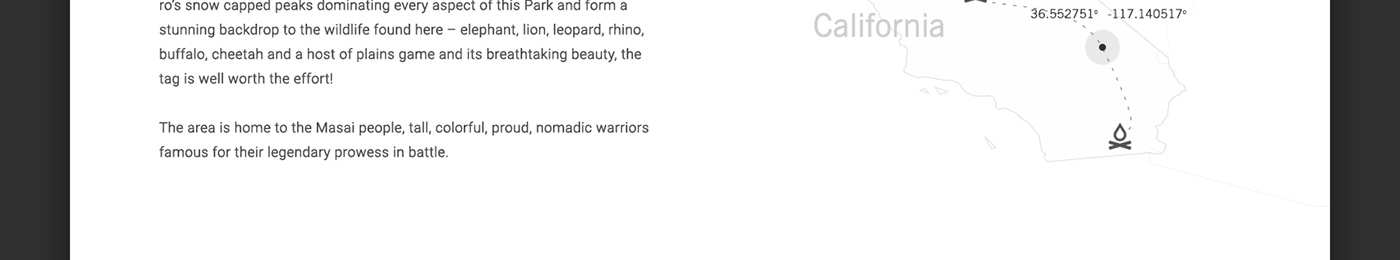 ro's snow capped peaks dominating every aspect of this Park and form a
stunning backdrop to the wildlife found here – elephant, lion, leopard, rhino,
buffalo, cheetah and a host of plains game and its breathtaking beauty, the
tag is well worth the effort!
The area is home to the Masai people, tall, colorful, proud, nomadic warriors
famous for their legendary prowess in battle.
36.552751° -117.140517°
California